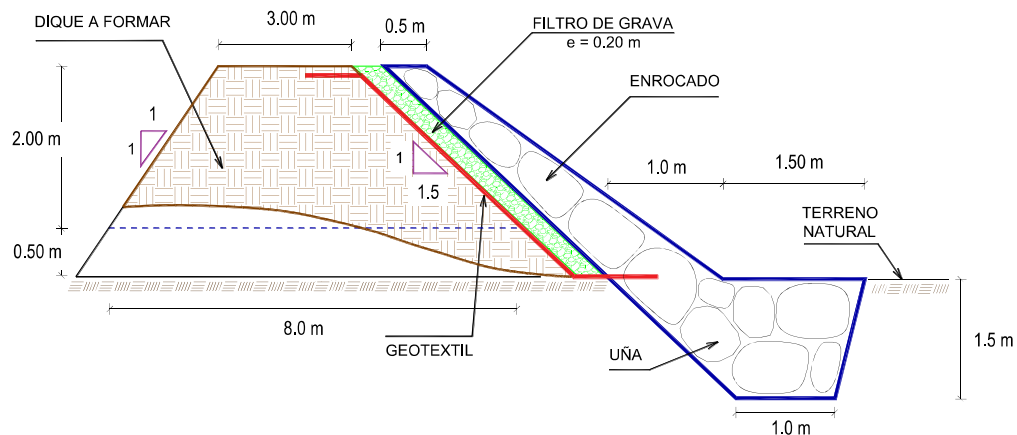 DIQUE A FORMAR
3.00 m
0.5 m
FILTRO DE GRAVA
e = 0.20 m
ENROCADO
2.00 m
1
1
1
1.5
1.0 m
1.50 m
TERRENO
NATURAL
0.50 m
8.0 m
GEOTEXTIL
UÑA
1.5 m
1.0 m